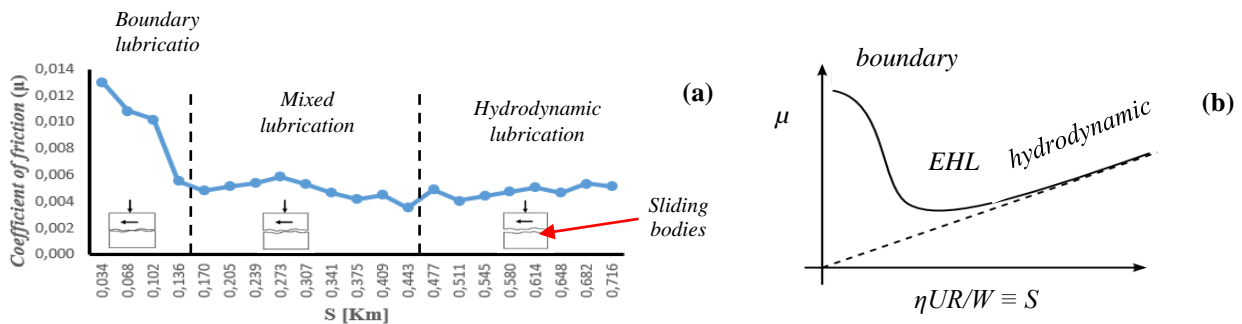 Boundary
lubricatio
Coefficient of friction (μ)
0,014
0,012
0,010
0,008
0,006
0,004
0,002
0,000
Mixed
lubrication
Hydrodynamic
lubrication
(a)
Sliding
bodies
0,034
0,068
0,102
0,136
0,170
0,205
0,239
0,273
0,307
0,341
0,375
0,409
0,443
0,477
0,511
0,545
0,580
0,614
0,648
0,682
0,716
S [Km]
boundary
μ
EHL
hydrodynamic
(b)
ηUR/W ≡ S